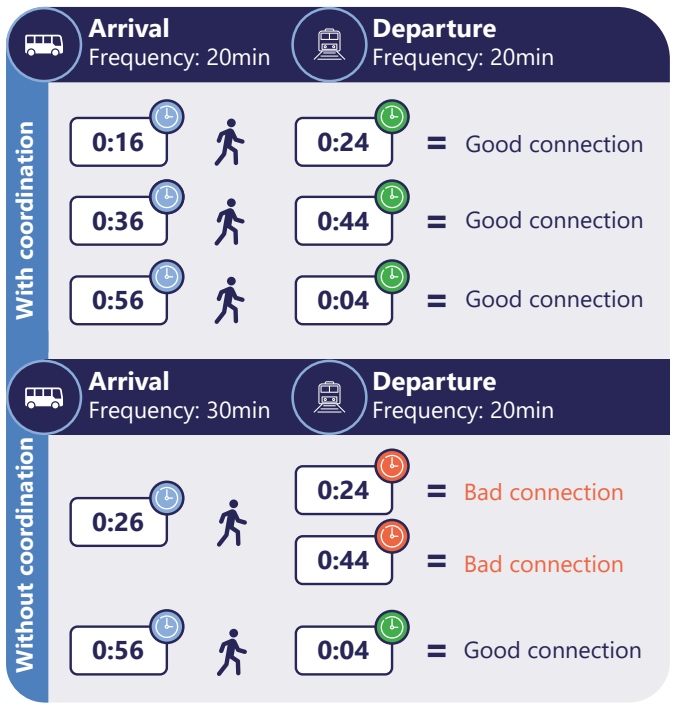 Arrival
Frequency: 20min
Departure
Frequency: 20min
With coordination
0:16
0:24
= Good connection
0:36
0:44
= Good connection
0:56
0:04
= Good connection
Arrival
Frequency: 30min
Departure
Frequency: 20min
Without coordination
0:26
0:24
= Bad connection
0:44
= Bad connection
0:56
0:04
= Good connection